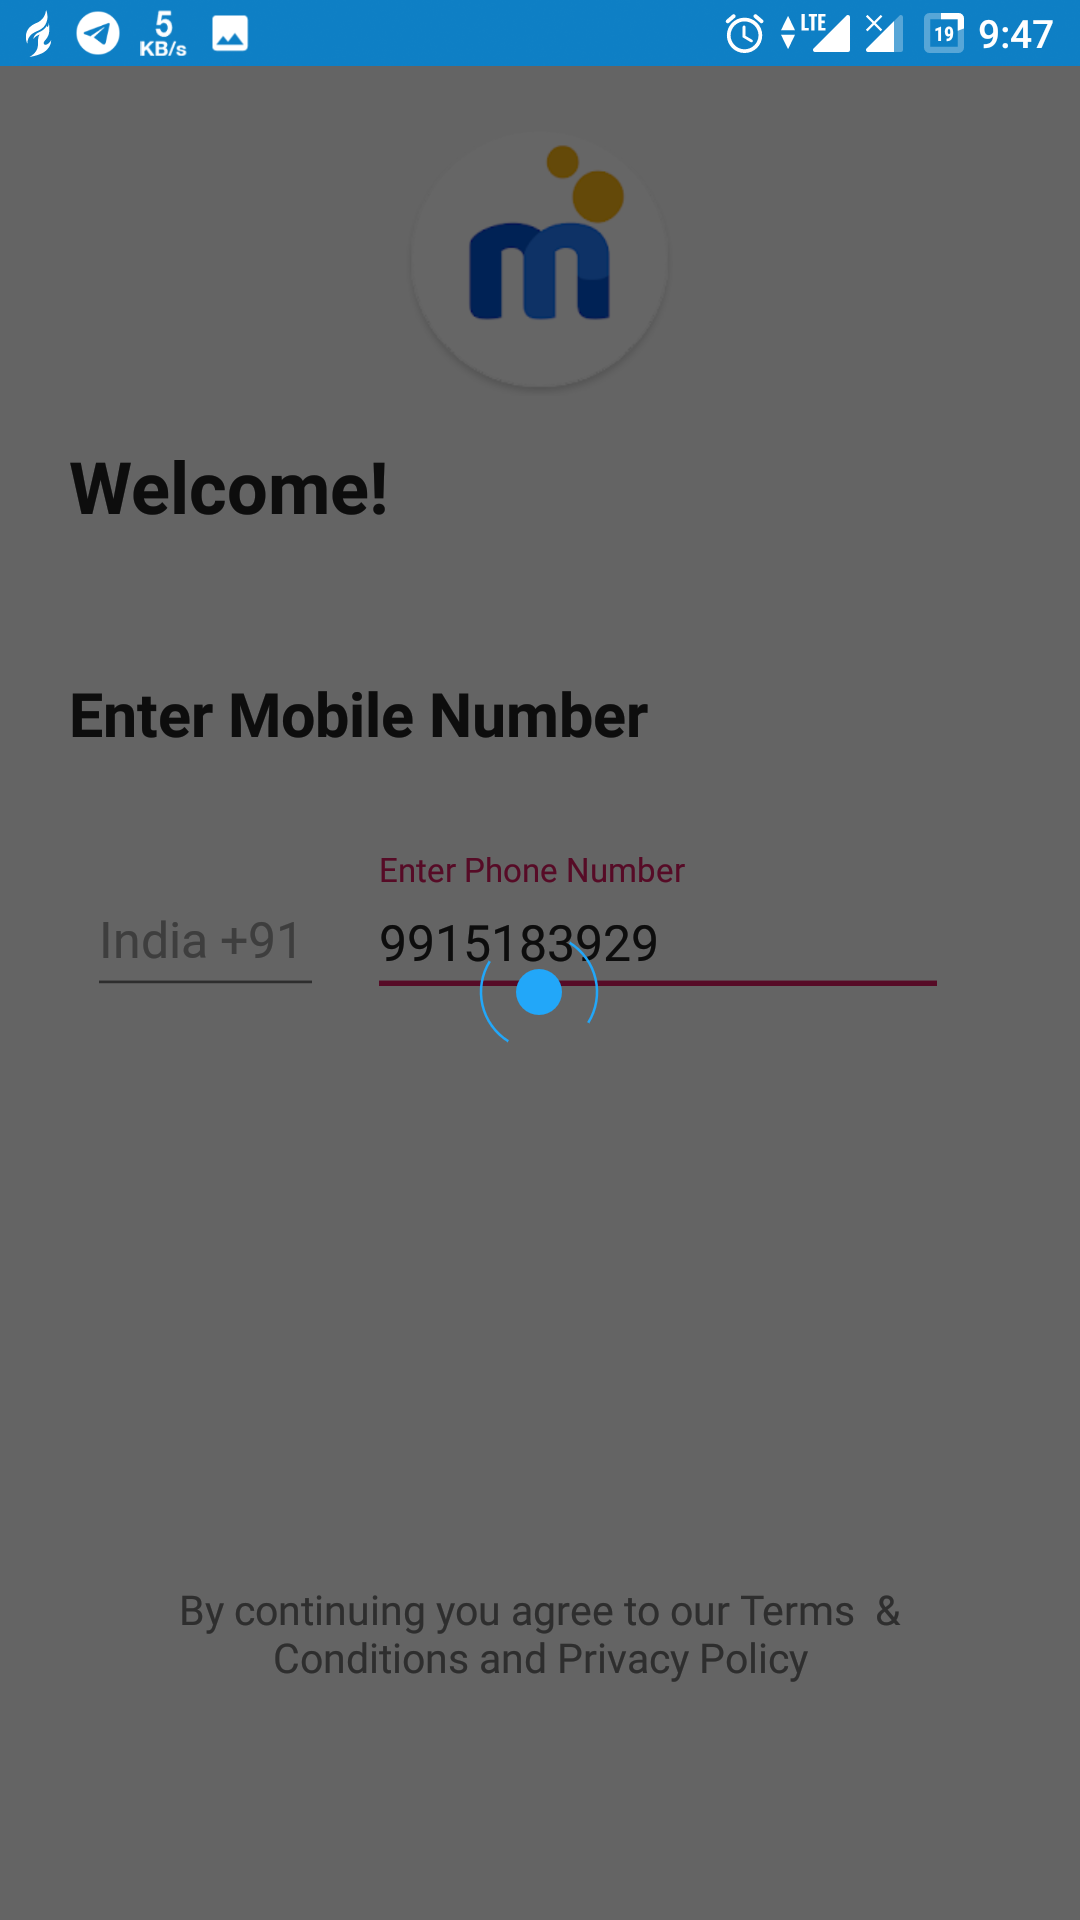 5
KB/s
LTE
19
9:47
m
Welcome!
Enter Mobile Number
Enter Phone Number
India +91
9915183929
By continuing you agree to our Terms  &
Conditions and Privacy Policy